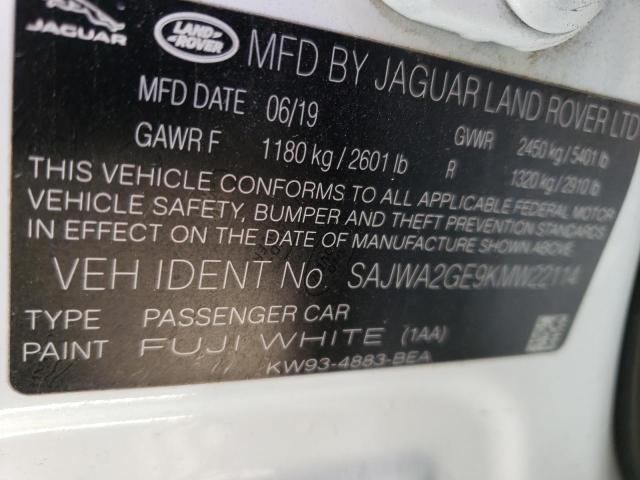 JAGUAR LAND ROVER MFD BY JAGUAR LAND ROVER LTD
MFD DATE 06/19 GVWR 2450 kg / 5401 lb
GAWR F 1180 kg / 2601 lb R 1320 kg / 2910 lb
THIS VEHICLE CONFORMS TO ALL APPLICABLE FEDERAL MOTOR
VEHICLE SAFETY, BUMPER AND THEFT PREVENTION STANDARDS
IN EFFECT ON THE DATE OF MANUFACTURE SHOWN ABOVE.
VEH IDENT No SAJWA2GE9KMW22114
TYPE PASSENGER CAR
PAINT FUJI WHITE (1AA)
KW93-4883-BEA